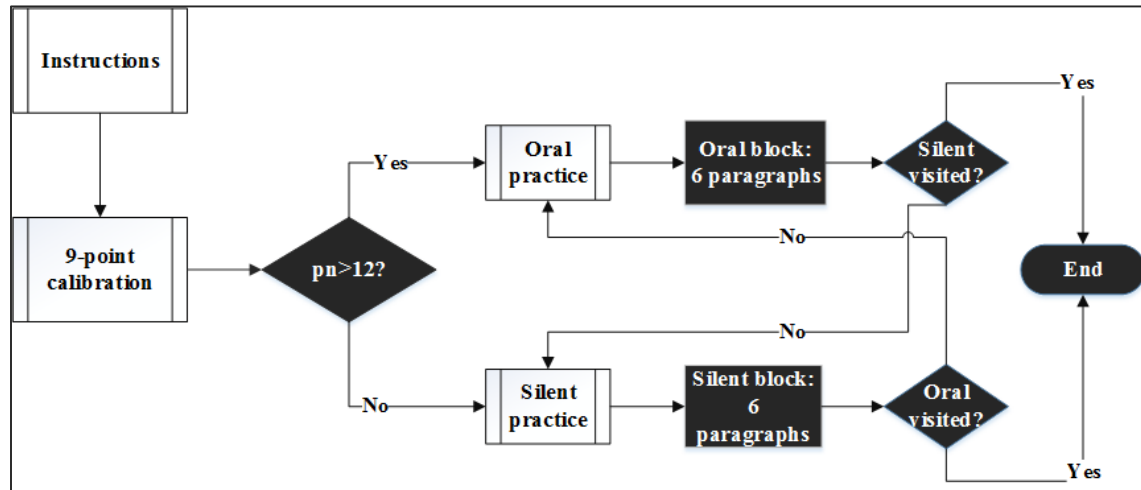 Instructions
9-point
calibration
pn>12?
Yes
No
Oral
practice
Oral block:
6 paragraphs
Silent
visited?
Yes
No
No
Silent
practice
Silent block:
6
paragraphs
Oral
visited?
Yes
End